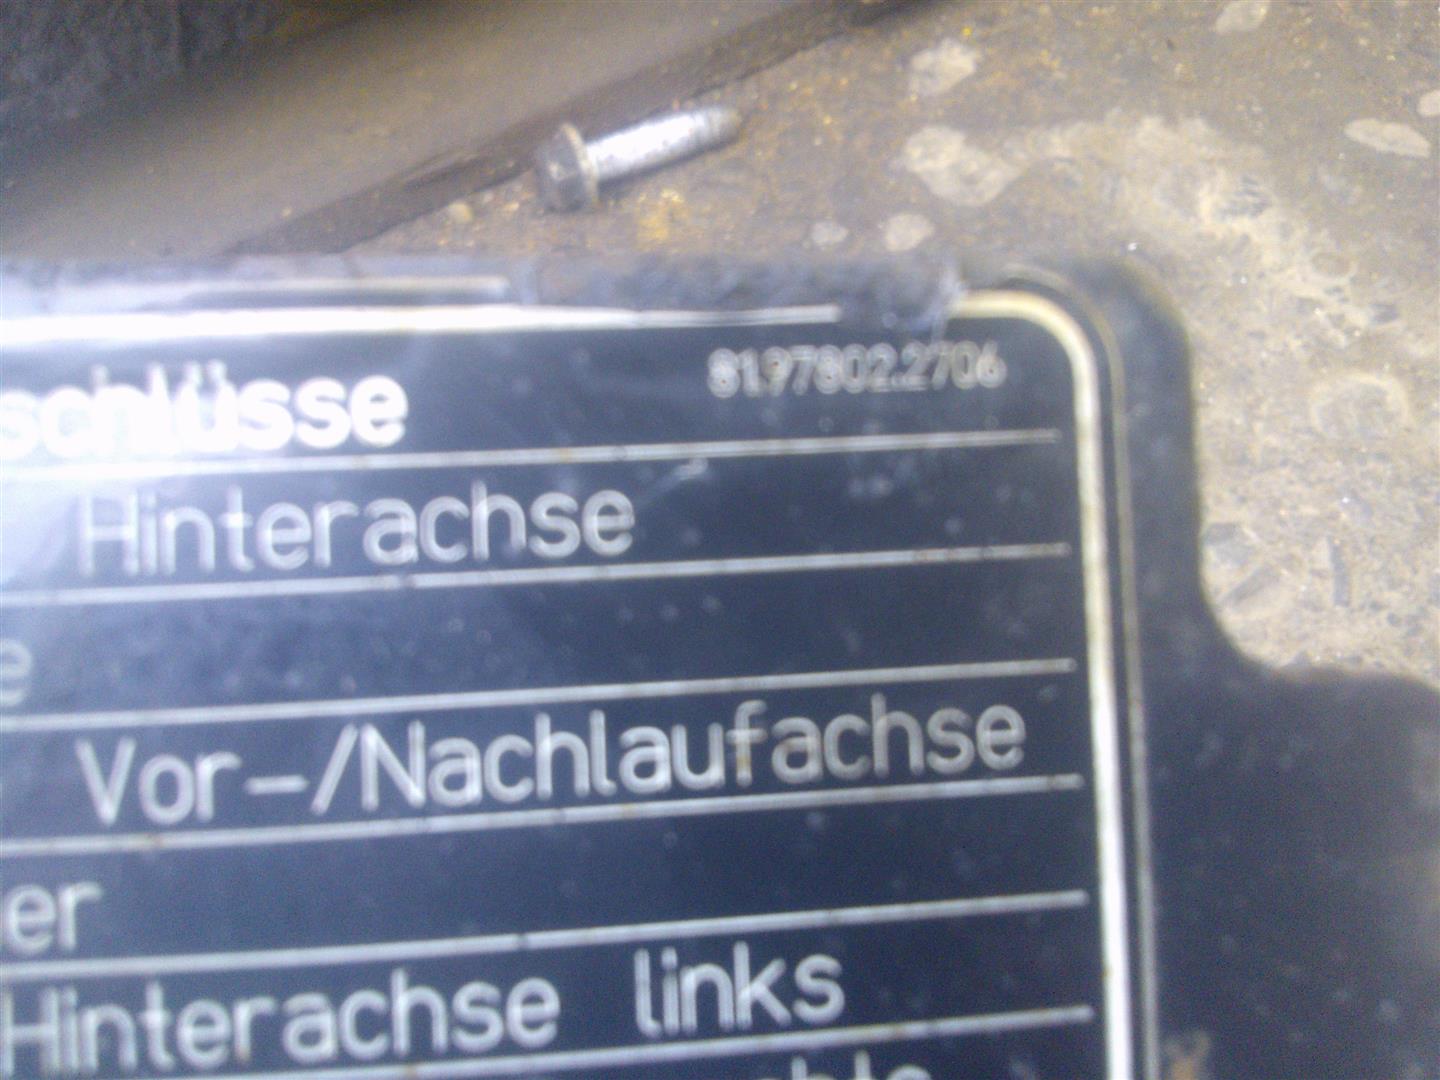 schlüsse 81.97802.2706
Hinterachse
e
Vor-/Nachlaufachse
er
Hinterachse links